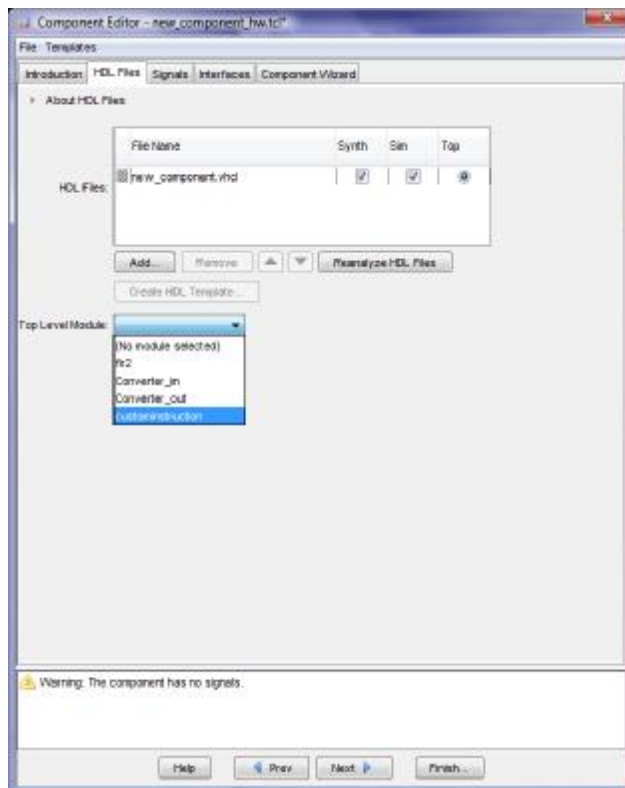 Component Editor - new_component_hw.tcl*
File Templates
Introduction HDL Files Signals Interfaces Component Wizard
About HDL Files
File Name Synth Sim Top
HDL Files: new_component.vhd
Add... Remove Reanalyze HDL Files
Create HDL Template...
Top Level Module:
(No module selected)
Converter_in
Converter_out
custominstruction
Warning: The component has no signals.
Help Prev Next Finish...